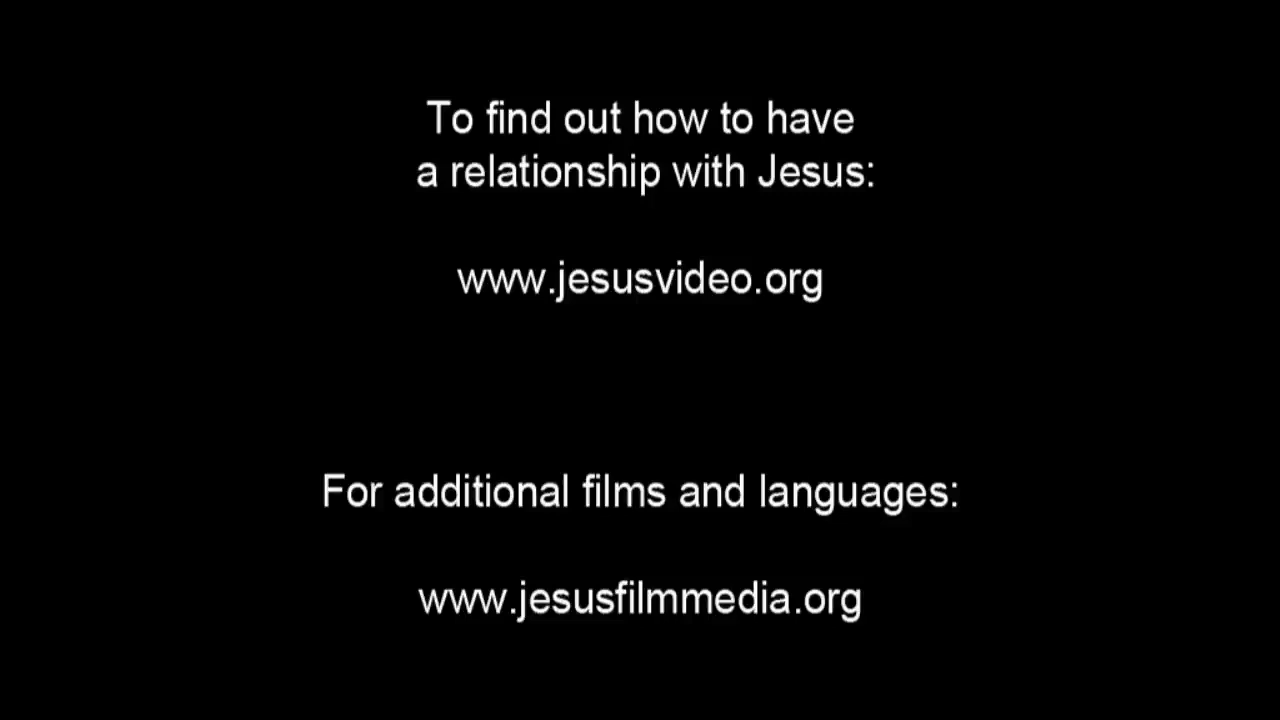 To find out how to have
a relationship with Jesus:
www.jesusvideo.org
For additional films and languages:
www.jesusfilmmedia.org